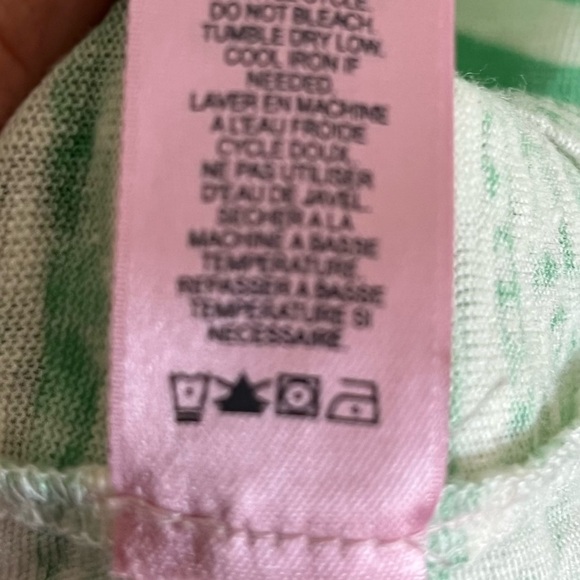 CYCLE.
DO NOT BLEACH.
TUMBLE DRY LOW.
COOL IRON IF
NEEDED.
LAVER EN MACHINE
A L'EAU FROIDE
CYCLE DOUX.
NE PAS UTILISER
D'EAU DE JAVEL.
SECHER A LA
MACHINE A BASSE
TEMPERATURE.
REPASSER A BASSE
TEMPERATURE SI
NECESSAIRE.